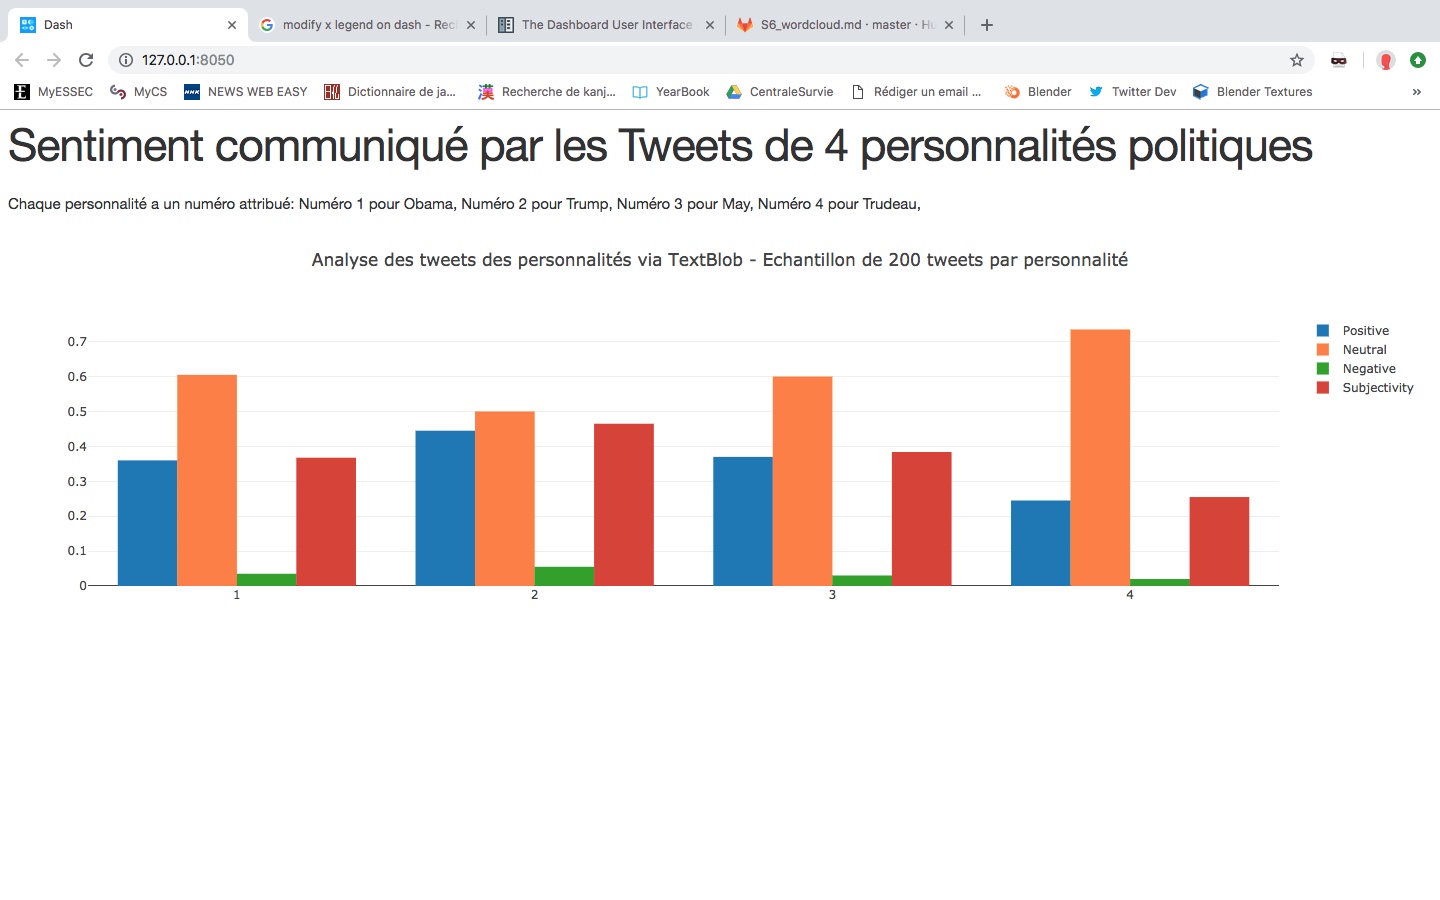 Dash
modify x legend on dash - Rec
The Dashboard User Interface
S6_wordcloud.md · master · Hu
127.0.0.1:8050
MyESSEC
MyCS
NEWS WEB EASY
Dictionnaire de ja...
Recherche de kanj...
YearBook
CentraleSurvie
Rédiger un email ...
Blender
Twitter Dev
Blender Textures
»
Sentiment communiqué par les Tweets de 4 personnalités politiques
Chaque personnalité a un numéro attribué: Numéro 1 pour Obama, Numéro 2 pour Trump, Numéro 3 pour May, Numéro 4 pour Trudeau,
Analyse des tweets des personnalités via TextBlob - Echantillon de 200 tweets par personnalité
0.7
0.6
0.5
0.4
0.3
0.2
0.1
0
1 2 3 4
Positive
Neutral
Negative
Subjectivity